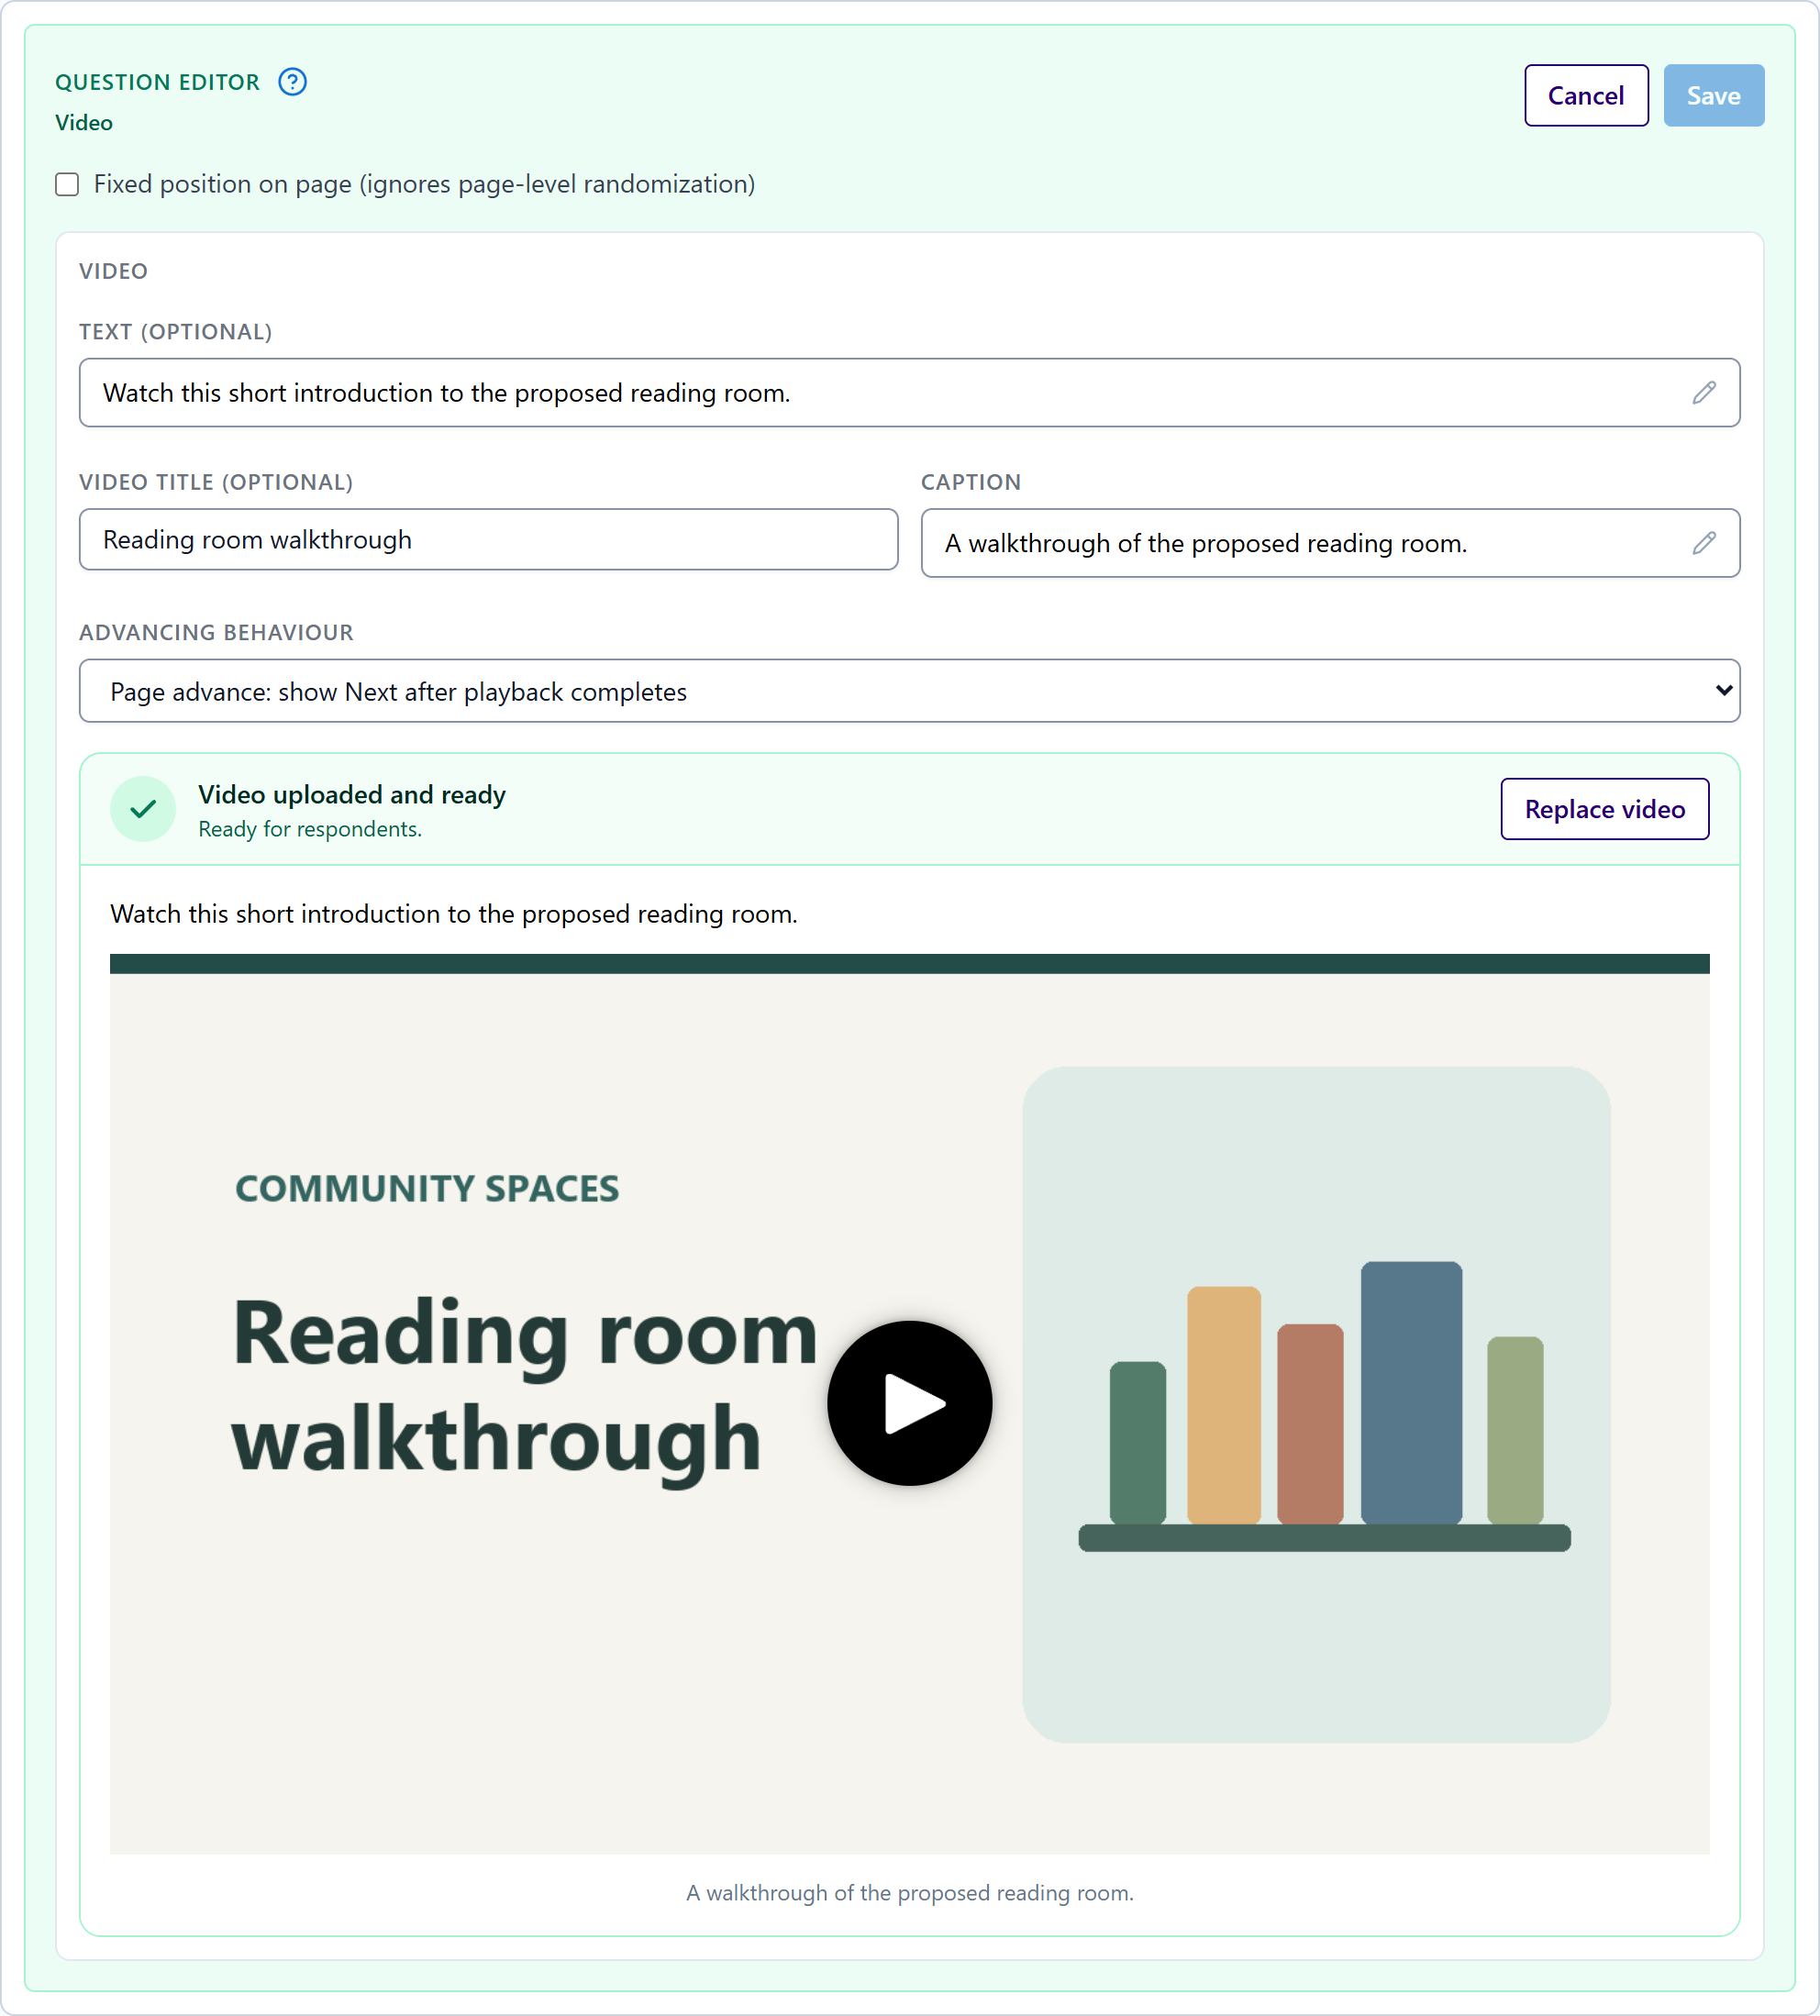 QUESTION EDITOR ?
Cancel
Save
Video
Fixed position on page (ignores page-level randomization)
VIDEO
TEXT (OPTIONAL)
Watch this short introduction to the proposed reading room.
VIDEO TITLE (OPTIONAL)
Reading room walkthrough
CAPTION
A walkthrough of the proposed reading room.
ADVANCING BEHAVIOUR
Page advance: show Next after playback completes
Video uploaded and ready
Ready for respondents.
Replace video
Watch this short introduction to the proposed reading room.
COMMUNITY SPACES
Reading room
walkthrough
A walkthrough of the proposed reading room.